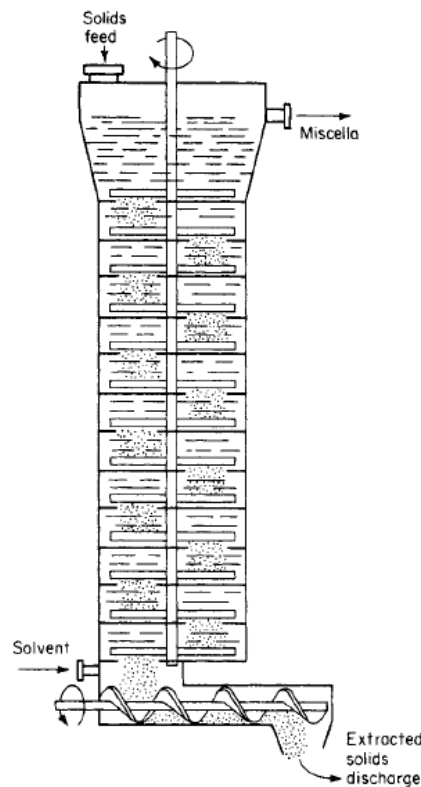 Solids
feed
Miscella
Solvent
Extracted
solids
discharge